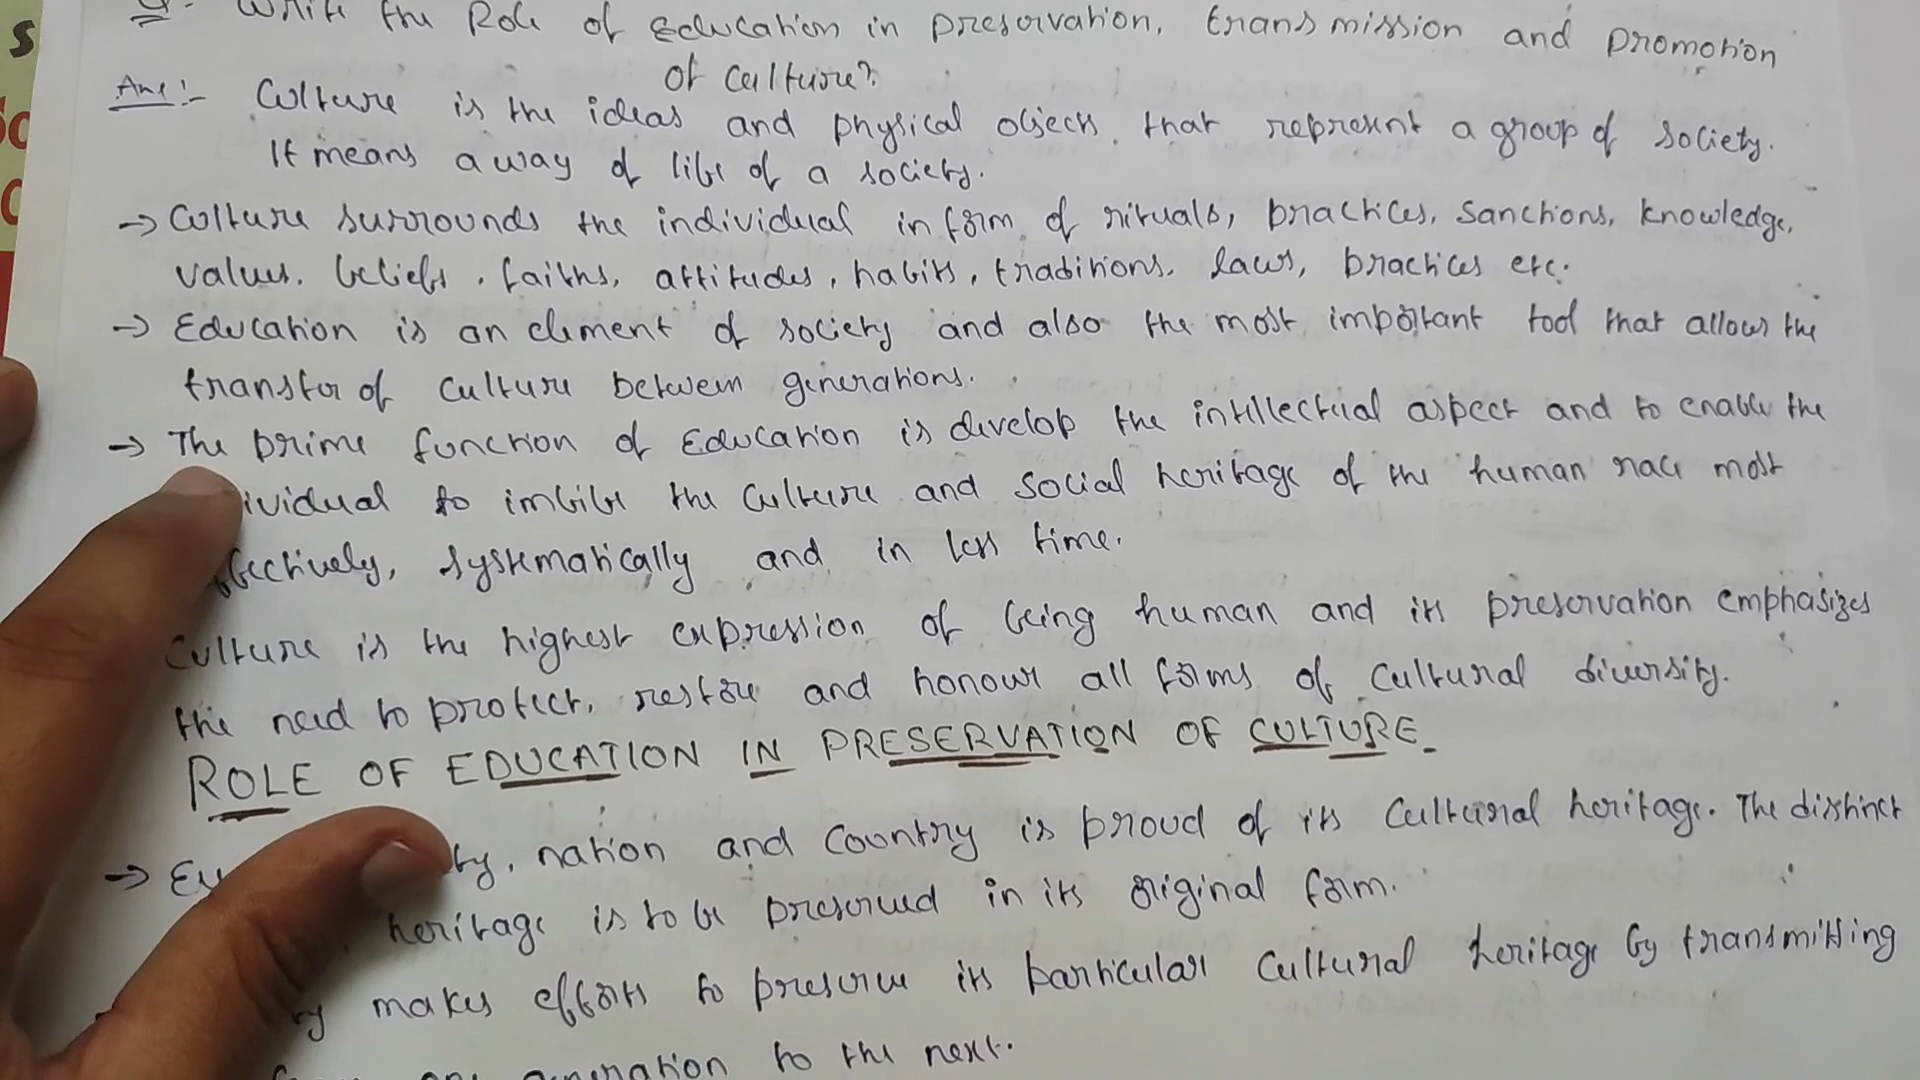 Q. Write the Role of Education in preservation, transmission and promotion
of culture?
Ans:- Culture is the ideas and physical objects that represent a group of society.
It means a way of life of a society.
→ Culture surrounds the individual in form of rituals, practices, sanctions, knowledge,
values, beliefs, faiths, attitudes, habits, traditions, laws, practices etc.
→ Education is an element of society and also the most important tool that allows the
transfer of culture between generations.
→ The prime function of Education is develop the intellectual aspect and to enable the
ividual to imbibe the culture and social heritage of the human race most
ffectively, systematically and in less time.
Culture is the highest expression of being human and its preservation emphasizes
the need to protect, restore and honour all forms of cultural diversity.
ROLE OF EDUCATION IN PRESERVATION OF CULTURE
→ ty, nation and Country is proud of its Cultural heritage. The distinct
heritage is to be preserved in its original form.
makes efforts to preserve its particular cultural heritage by transmitting
from one generation to the next.